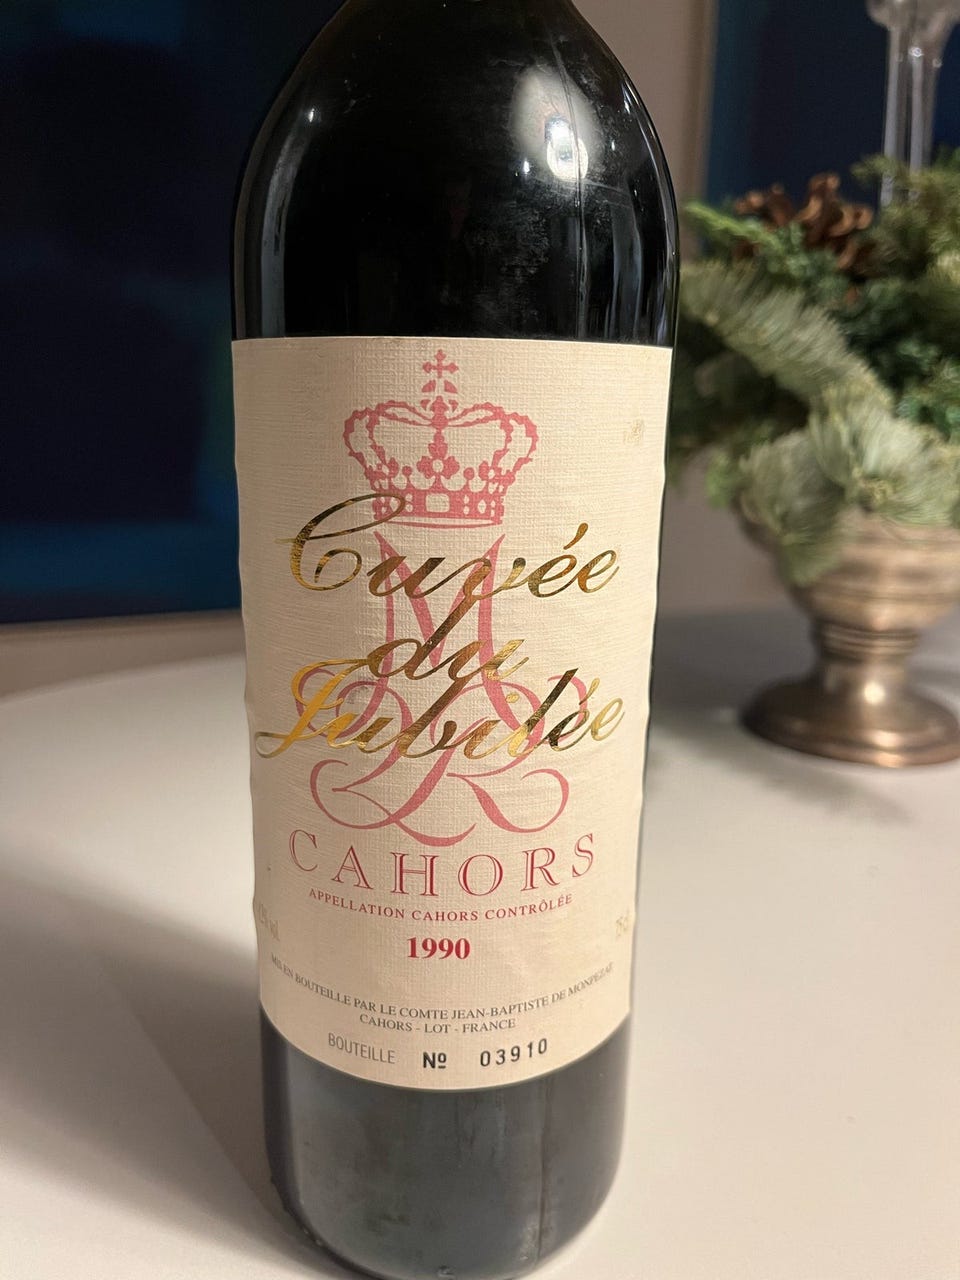 Cuvée
du
Jubilée
CAHORS
APPELLATION CAHORS CONTRÔLÉE
1990
MIS EN BOUTEILLE PAR LE COMTE JEAN-BAPTISTE DE MONPEZAT
CAHORS - LOT - FRANCE
BOUTEILLE Nº 03910